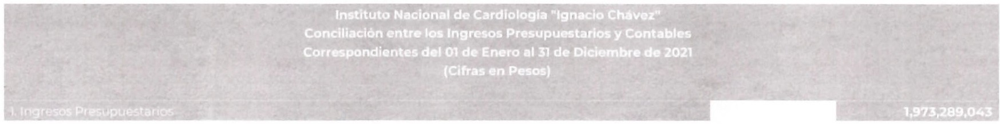 Instituto Nacional de Cardiología "Ignacio Chávez"
Conciliación entre los Ingresos Presupuestarios y Contables
Correspondientes del 01 de Enero al 31 de Diciembre de 2021
(Cifras en Pesos)
1. Ingresos Presupuestarios 1,973,289,043